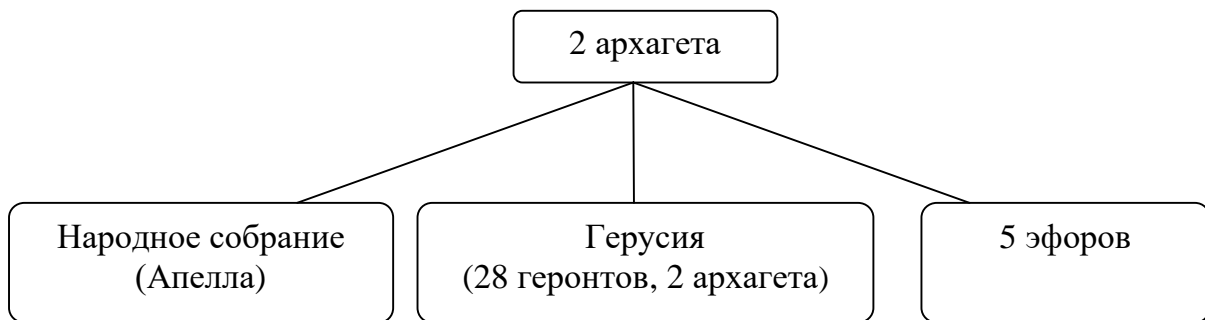 2 архагета
Народное собрание
(Апелла)
Герусия
(28 геронтов, 2 архагета)
5 эфоров